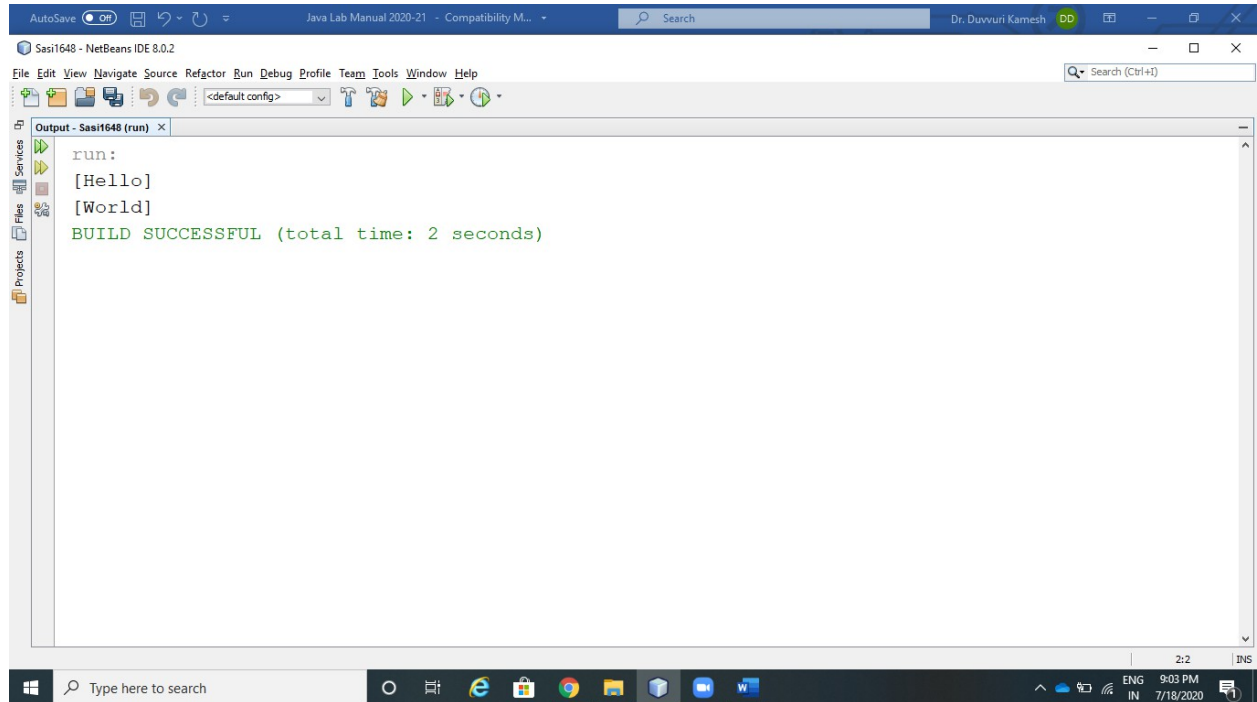 AutoSave Off Java Lab Manual 2020-21 - Compatibility M... Search Dr. Duvvuri Kamesh DD
Sasi1648 - NetBeans IDE 8.0.2
File Edit View Navigate Source Refactor Run Debug Profile Team Tools Window Help Search (Ctrl+I)
<default config>
Output - Sasi1648 (run)
Services
Files
Projects
run:
[Hello]
[World]
BUILD SUCCESSFUL (total time: 2 seconds)
2:2 INS
Type here to search
ENG 9:03 PM
IN 7/18/2020